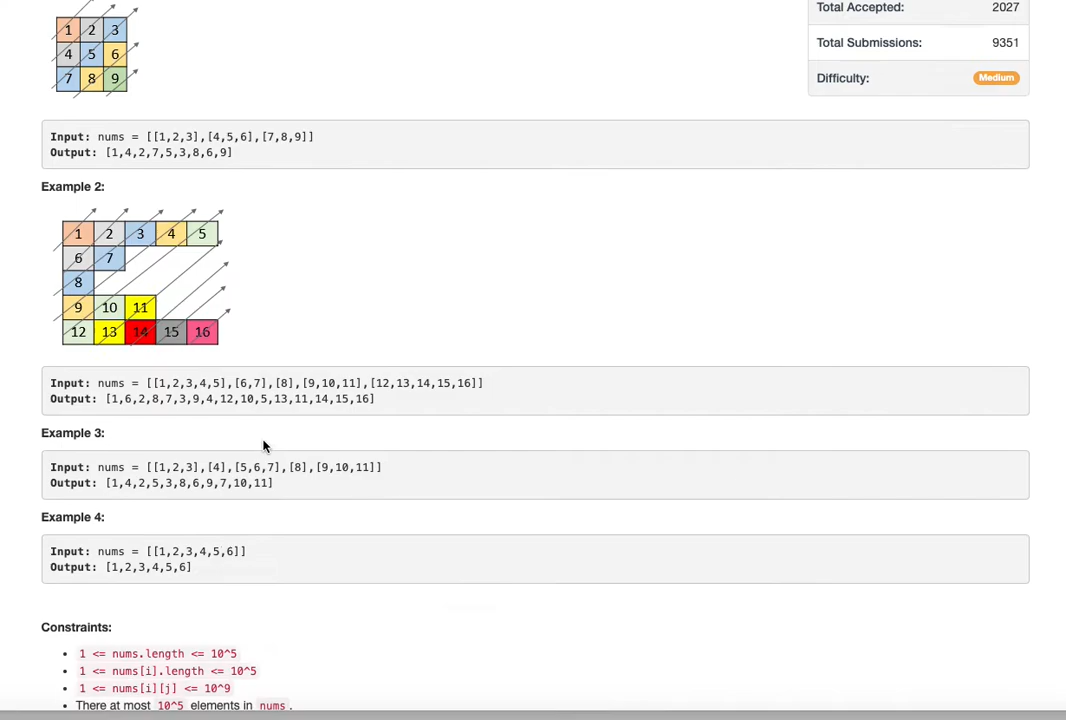 Total Accepted: 2027
1 2 3
Total Submissions: 9351
4 5 6
7 8 9
Difficulty: Medium
Input: nums = [[1,2,3],[4,5,6],[7,8,9]]
Output: [1,4,2,7,5,3,8,6,9]
Example 2:
1 2 3 4 5
6 7
8
9 10 11
12 13 14 15 16
Input: nums = [[1,2,3,4,5],[6,7],[8],[9,10,11],[12,13,14,15,16]]
Output: [1,6,2,8,7,3,9,4,12,10,5,13,11,14,15,16]
Example 3:
Input: nums = [[1,2,3],[4],[5,6,7],[8],[9,10,11]]
Output: [1,4,2,5,3,8,6,9,7,10,11]
Example 4:
Input: nums = [[1,2,3,4,5,6]]
Output: [1,2,3,4,5,6]
Constraints:
• 1 <= nums.length <= 10^5
• 1 <= nums[i].length <= 10^5
• 1 <= nums[i][j] <= 10^9
• There at most 10^5 elements in nums.